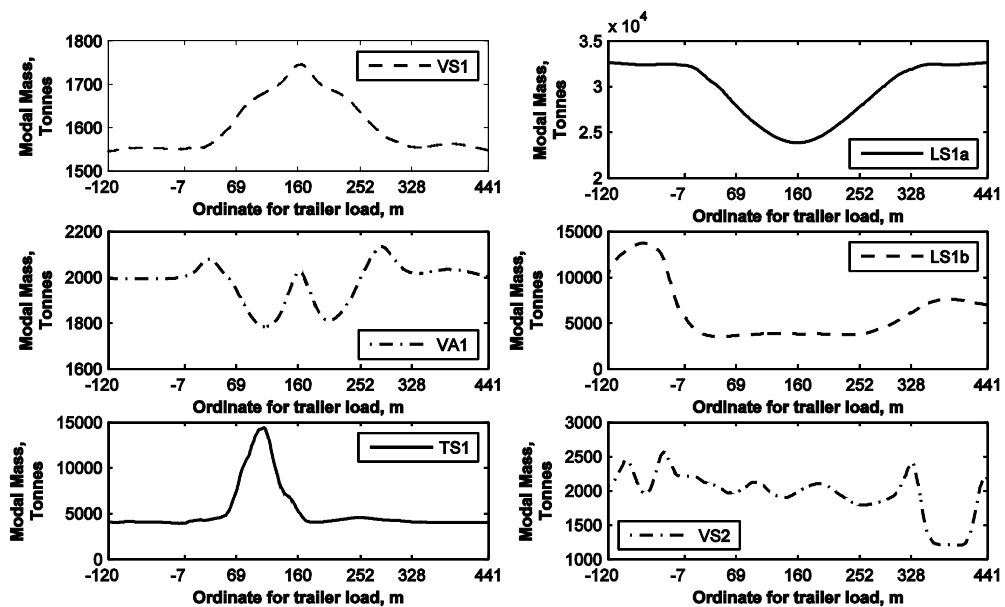 Modal Mass,
Tonnes
1800
1700
1600
1500
VS1
-120 -7 69 160 252 328 441
Ordinate for trailer load, m
x 10^4
Modal Mass,
Tonnes
3.5
3
2.5
2
LS1a
-120 -7 69 160 252 328 441
Ordinate for trailer load, m
Modal Mass,
Tonnes
2200
2000
1800
1600
VA1
-120 -7 69 160 252 328 441
Ordinate for trailer load, m
Modal Mass,
Tonnes
15000
10000
5000
0
LS1b
-120 -7 69 160 252 328 441
Ordinate for trailer load, m
Modal Mass,
Tonnes
15000
10000
5000
0
TS1
-120 -7 69 160 252 328 441
Ordinate for trailer load, m
Modal Mass,
Tonnes
3000
2500
2000
1500
1000
VS2
-120 -7 69 160 252 328 441
Ordinate for trailer load, m